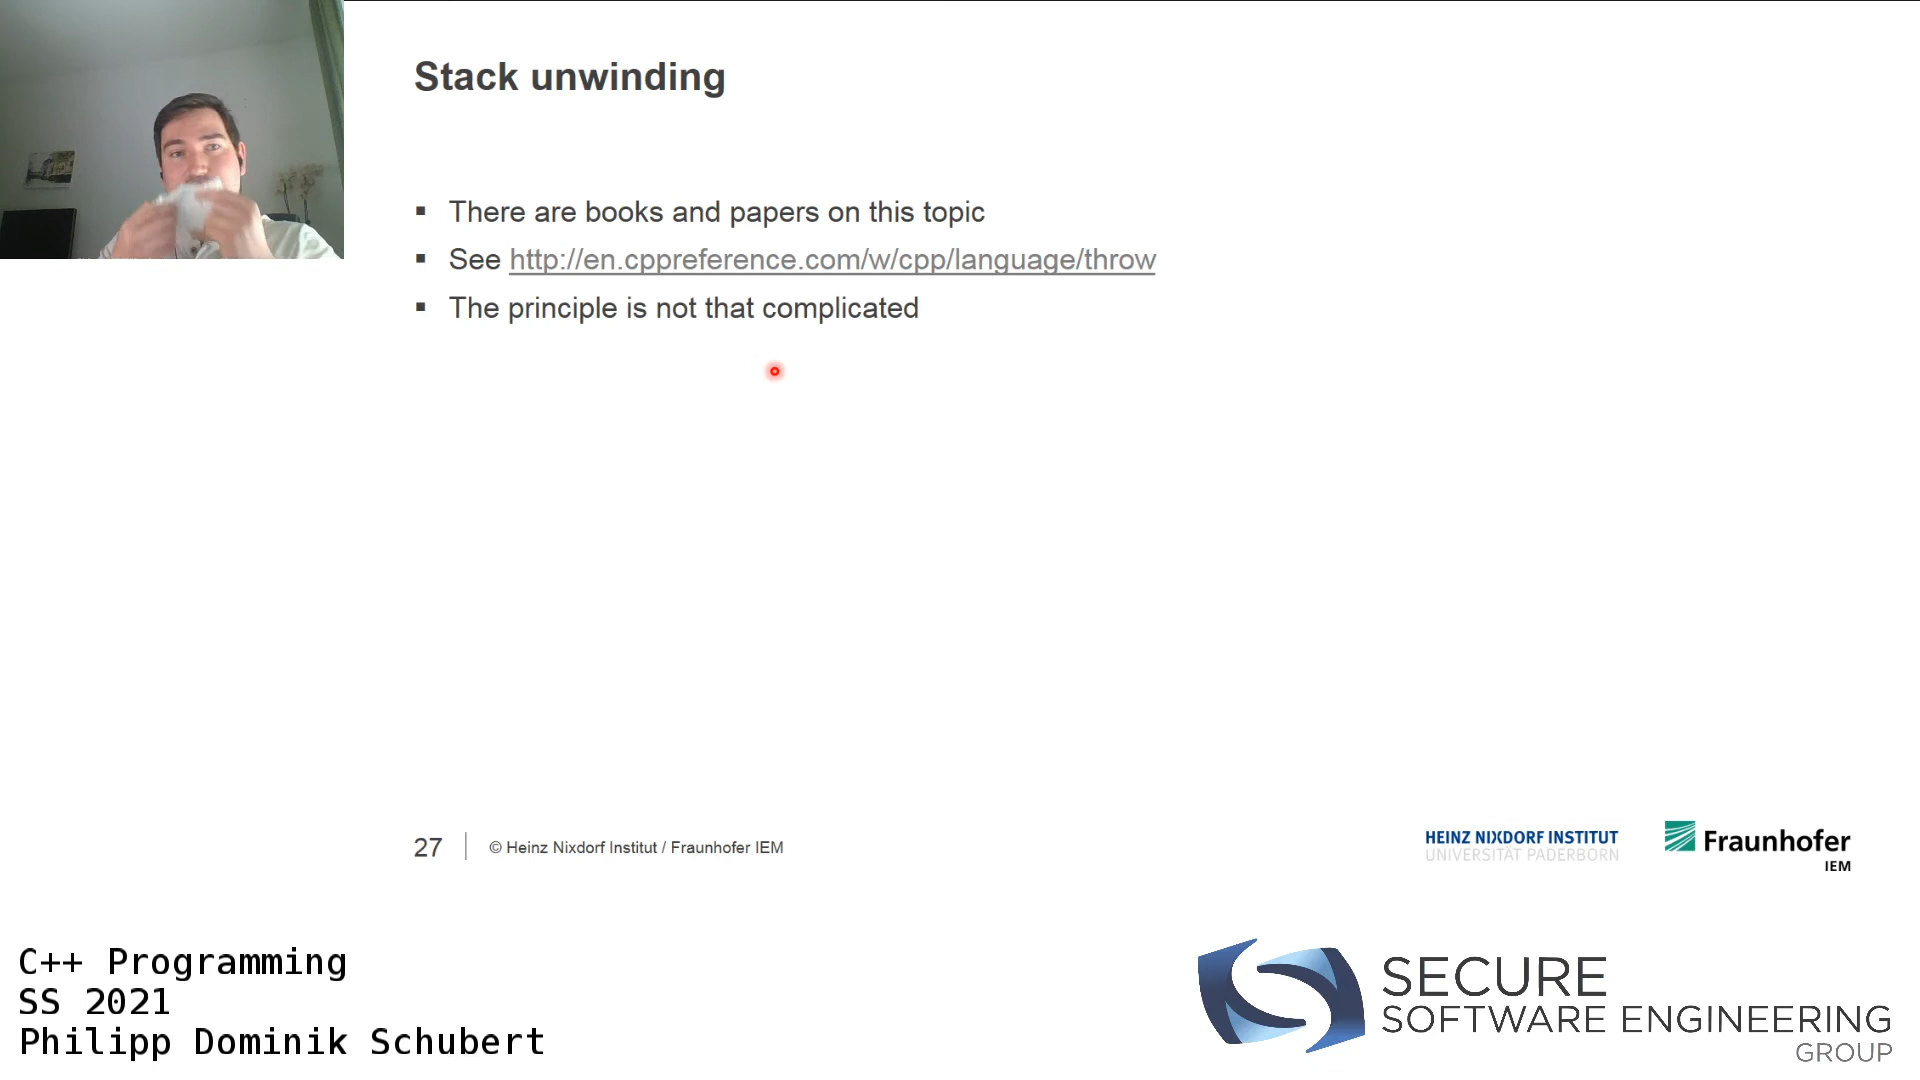 Stack unwinding
▪ There are books and papers on this topic
▪ See http://en.cppreference.com/w/cpp/language/throw
▪ The principle is not that complicated
27
© Heinz Nixdorf Institut / Fraunhofer IEM
HEINZ NIXDORF INSTITUT
UNIVERSITÄT PADERBORN
Fraunhofer
IEM
C++ Programming
SS 2021
Philipp Dominik Schubert
SECURE
SOFTWARE ENGINEERING
GROUP